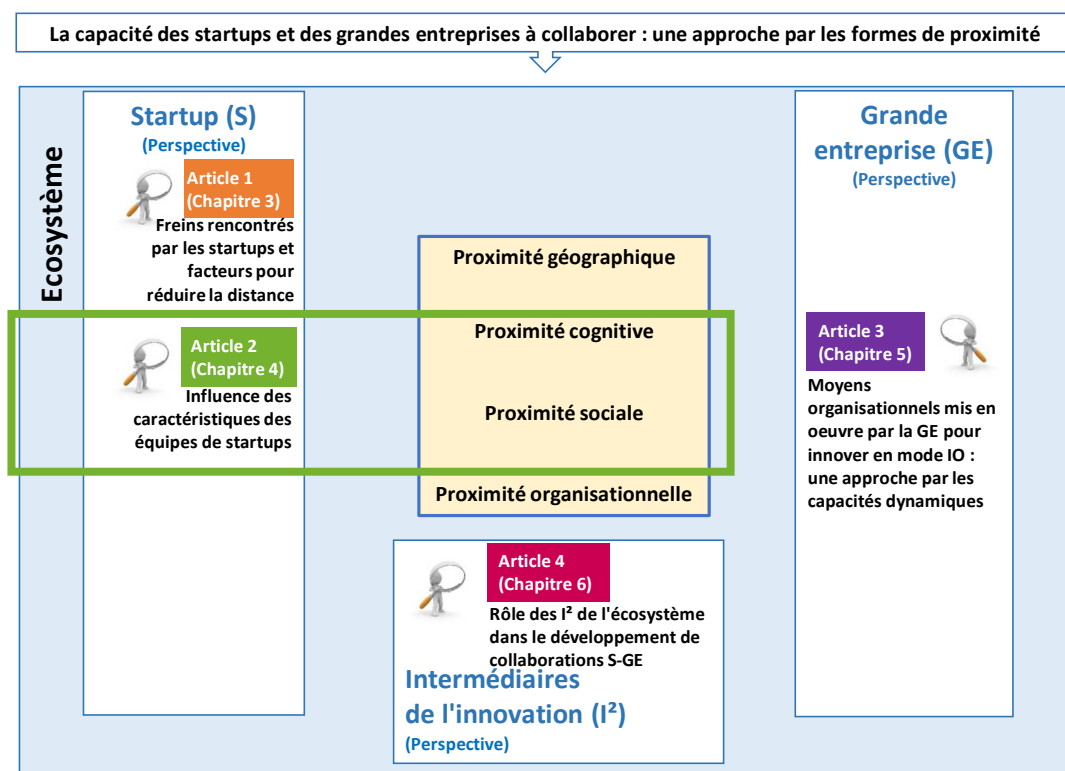 La capacité des startups et des grandes entreprises à collaborer : une approche par les formes de proximité
Ecosystème
Startup (S)
(Perspective)
Article 1
(Chapitre 3)
Freins rencontrés
par les startups et
facteurs pour
réduire la distance
Article 2
(Chapitre 4)
Influence des
caractéristiques des
équipes de startups
Proximité géographique
Proximité cognitive
Proximité sociale
Proximité organisationnelle
Grande
entreprise (GE)
(Perspective)
Article 3
(Chapitre 5)
Moyens
organisationnels mis en
oeuvre par la GE pour
innover en mode IO :
une approche par les
capacités dynamiques
Article 4
(Chapitre 6)
Rôle des I² de l'écosystème
dans le développement de
collaborations S-GE
Intermédiaires
de l'innovation (I²)
(Perspective)